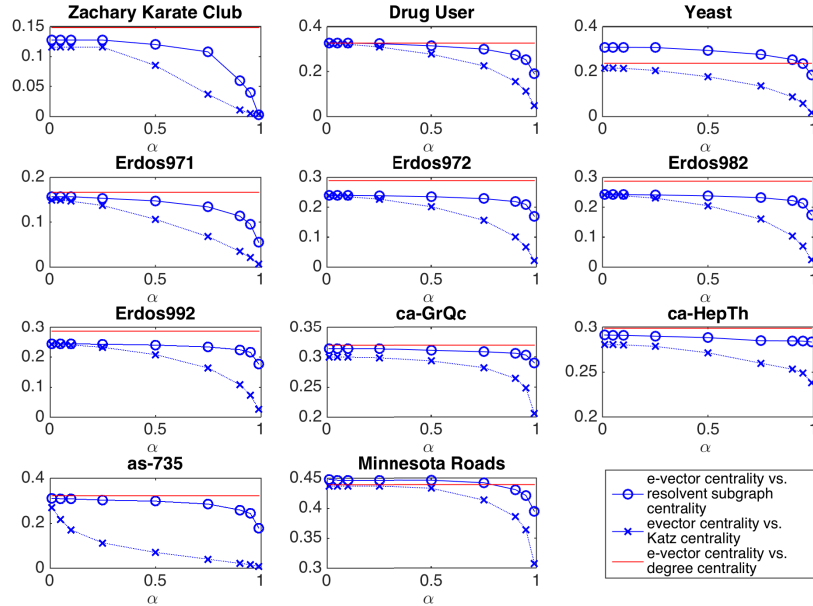 Zachary Karate Club
0.15
0.1
0.05
0
0
0.5
1
α
Drug User
0.4
0.2
0
0
0.5
1
α
Yeast
0.4
0.2
0
0
0.5
1
α
Erdos971
0.2
0.1
0
0
0.5
1
α
Erdos972
0.3
0.2
0.1
0
0
0.5
1
α
Erdos982
0.3
0.2
0.1
0
0
0.5
1
α
Erdos992
0.3
0.2
0.1
0
0
0.5
1
α
ca-GrQc
0.35
0.3
0.25
0.2
0
0.5
1
α
ca-HepTh
0.3
0.25
0.2
0
0.5
1
α
as-735
0.4
0.2
0
0
0.5
1
α
Minnesota Roads
0.45
0.4
0.35
0.3
0
0.5
1
α
e-vector centrality vs.
resolvent subgraph
centrality
evector centrality vs.
Katz centrality
e-vector centrality vs.
degree centrality